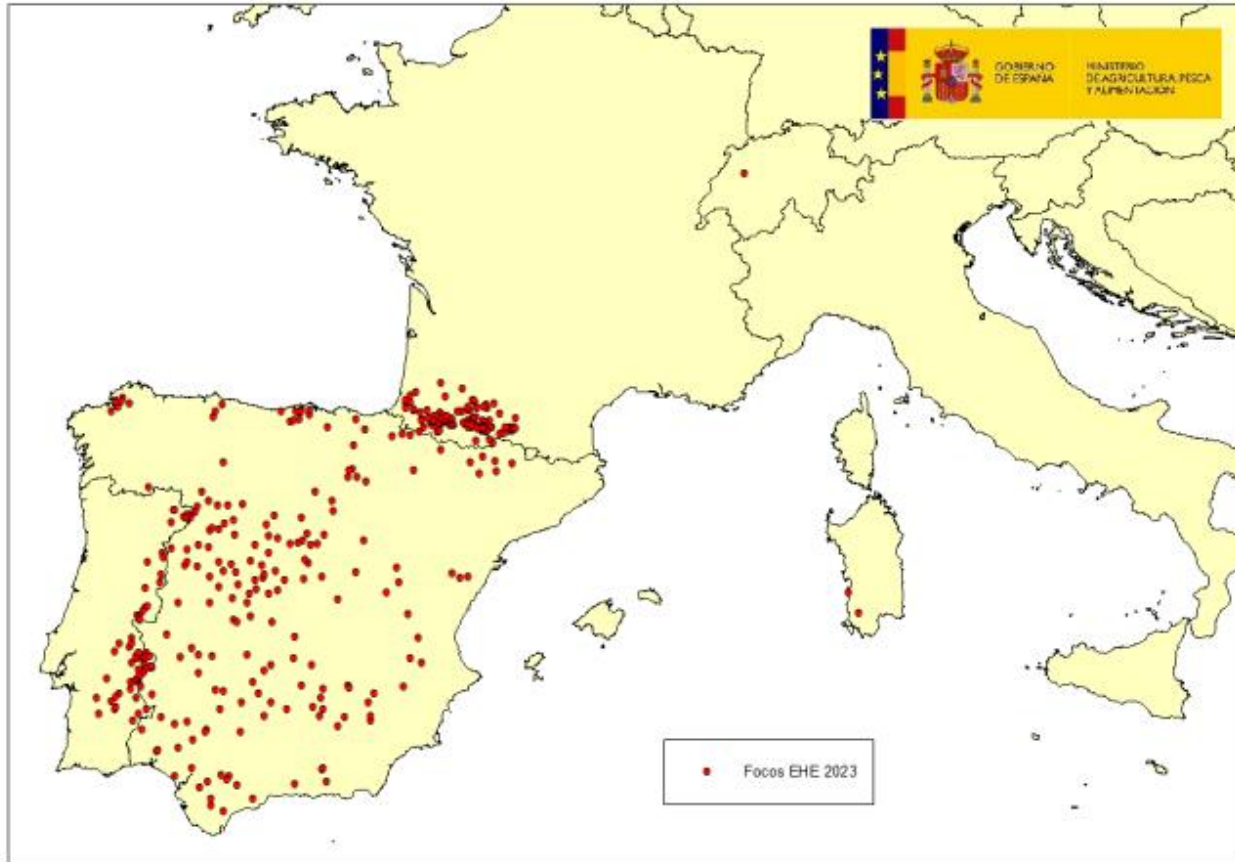 GOBIERNO
DE ESPAÑA
MINISTERIO
DE AGRICULTURA, PESCA
Y ALIMENTACIÓN
Focos EHE 2023